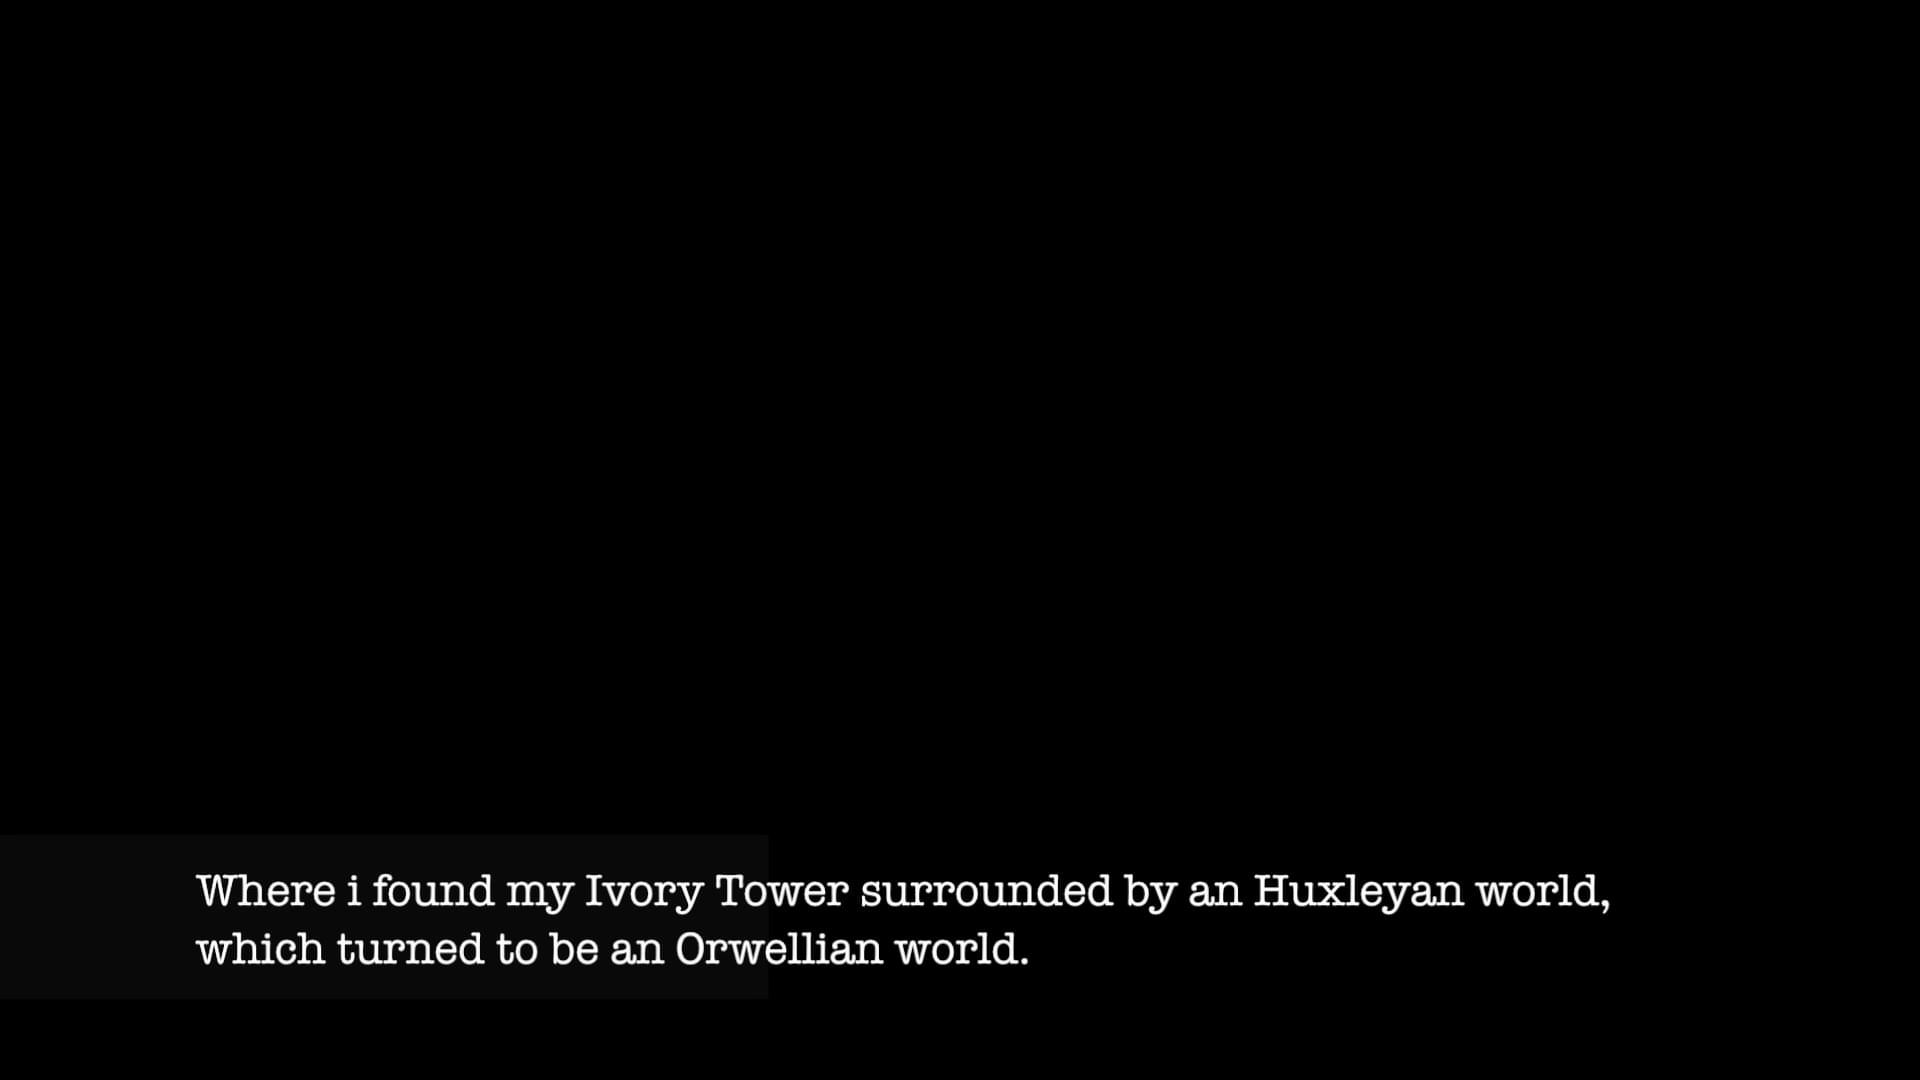 Where i found my Ivory Tower surrounded by an Huxleyan world,
which turned to be an Orwellian world.